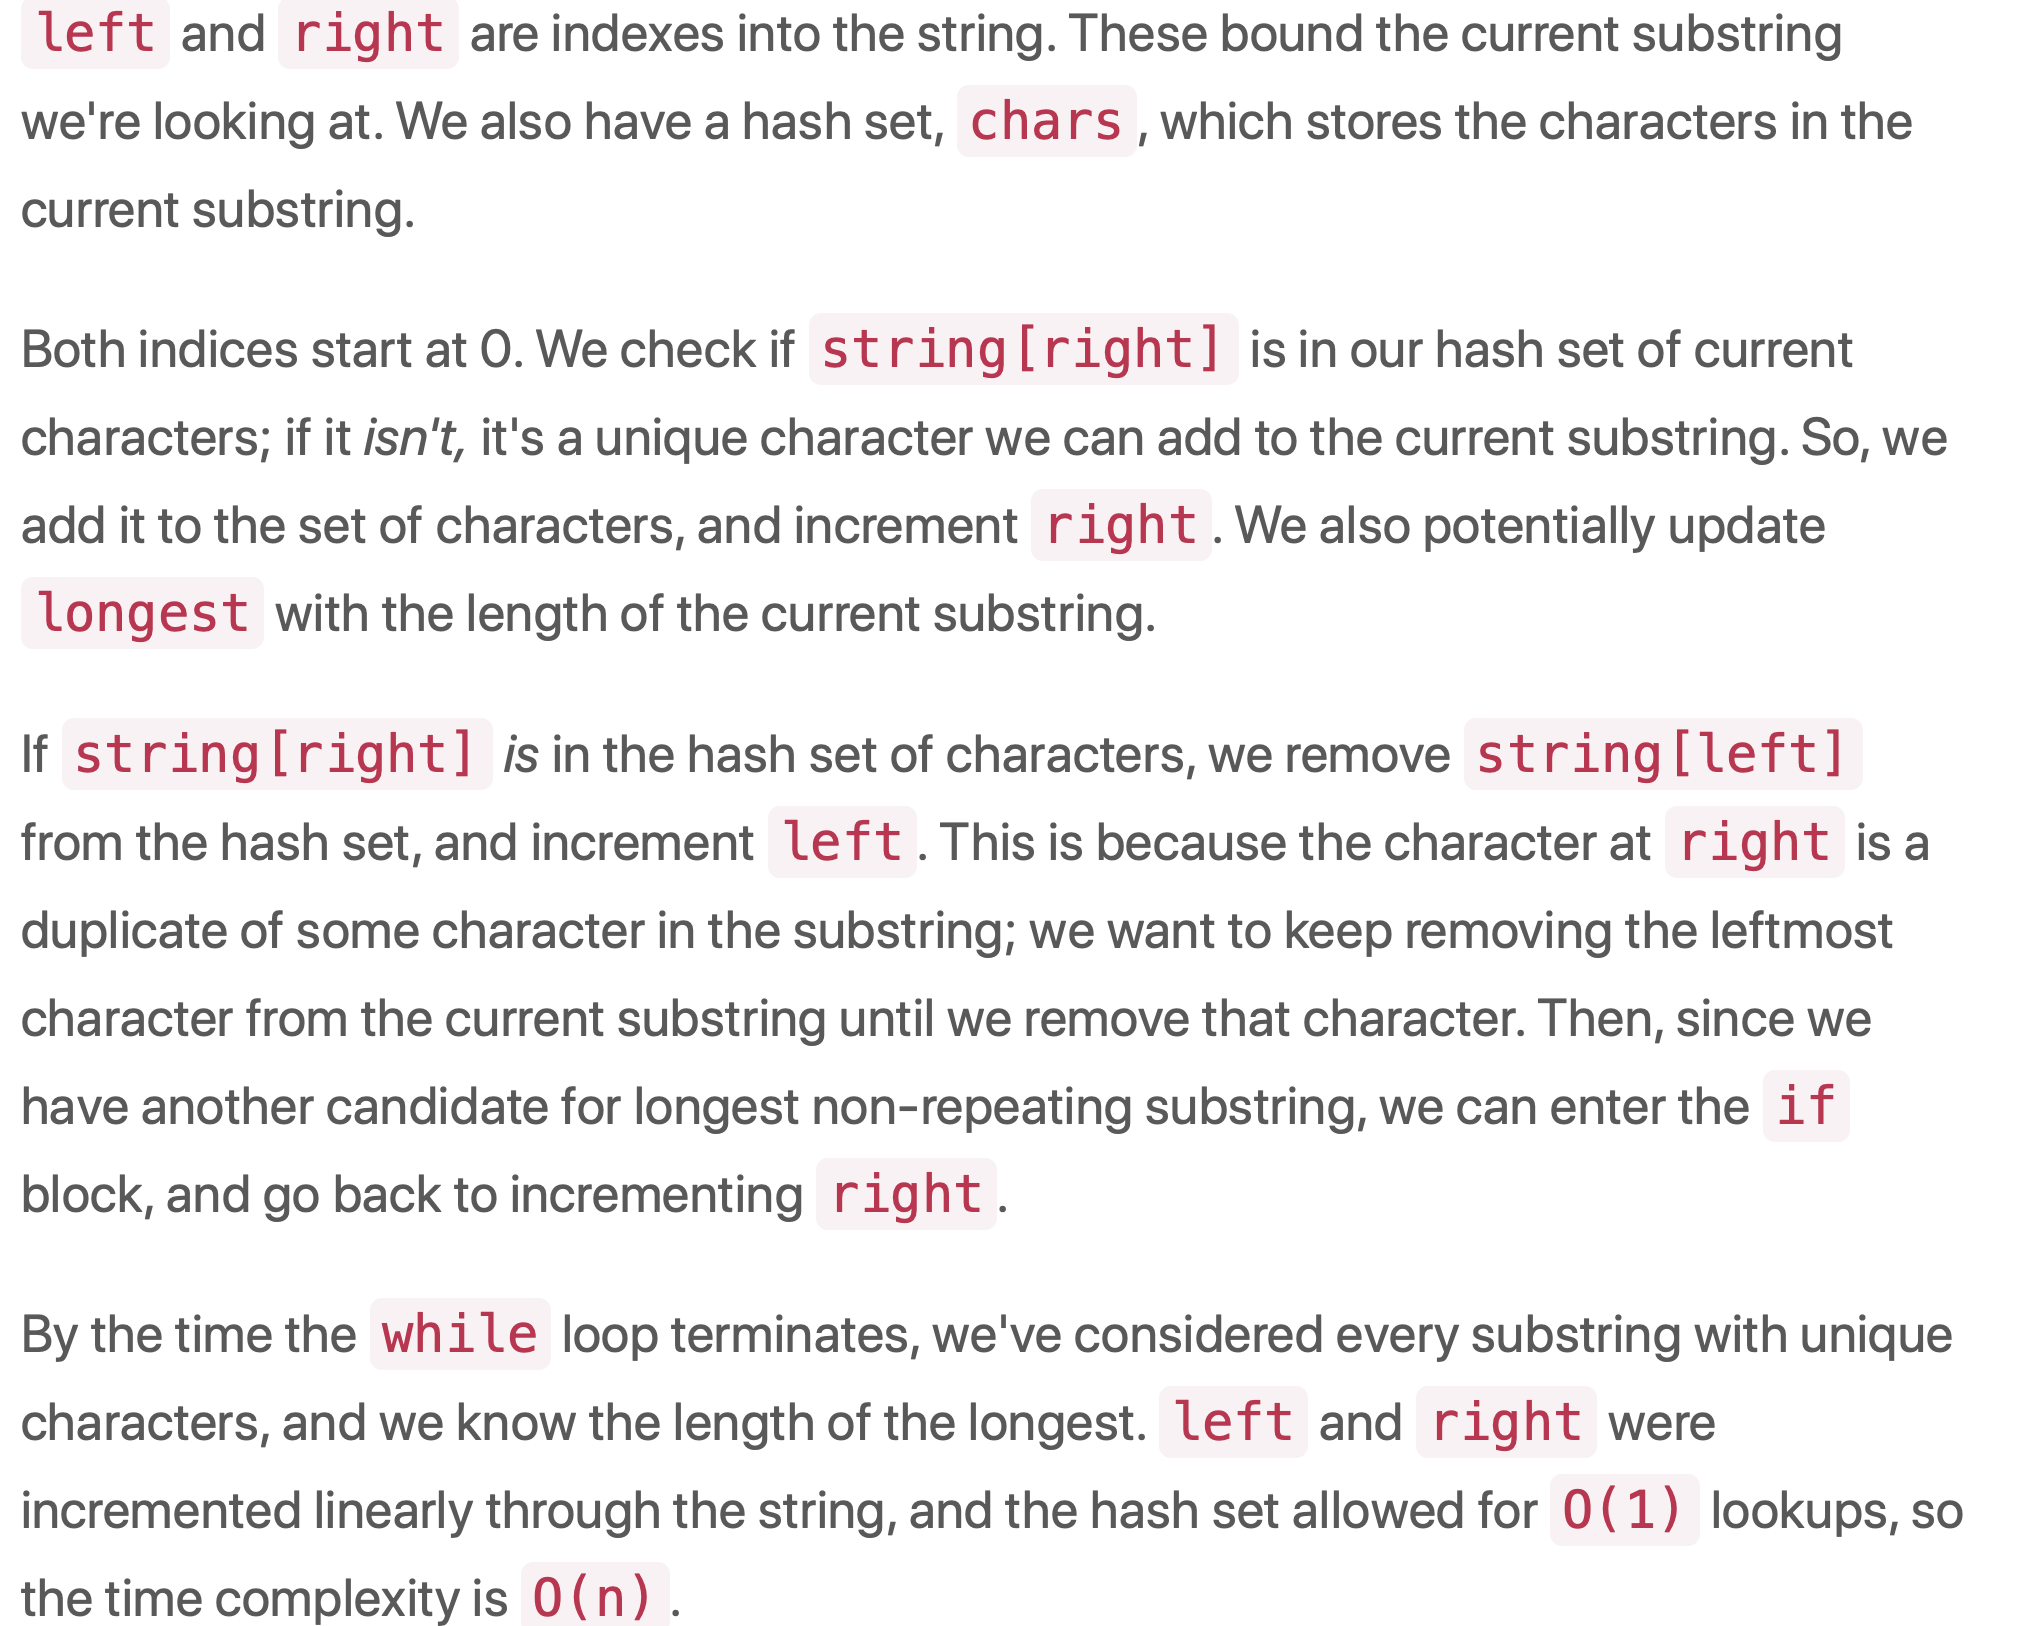 left and right are indexes into the string. These bound the current substring
we're looking at. We also have a hash set, chars, which stores the characters in the
current substring.
Both indices start at 0. We check if string[right] is in our hash set of current
characters; if it isn't, it's a unique character we can add to the current substring. So, we
add it to the set of characters, and increment right. We also potentially update
longest with the length of the current substring.
If string[right] is in the hash set of characters, we remove string[left]
from the hash set, and increment left. This is because the character at right is a
duplicate of some character in the substring; we want to keep removing the leftmost
character from the current substring until we remove that character. Then, since we
have another candidate for longest non-repeating substring, we can enter the if
block, and go back to incrementing right.
By the time the while loop terminates, we've considered every substring with unique
characters, and we know the length of the longest. left and right were
incremented linearly through the string, and the hash set allowed for O(1) lookups, so
the time complexity is O(n).